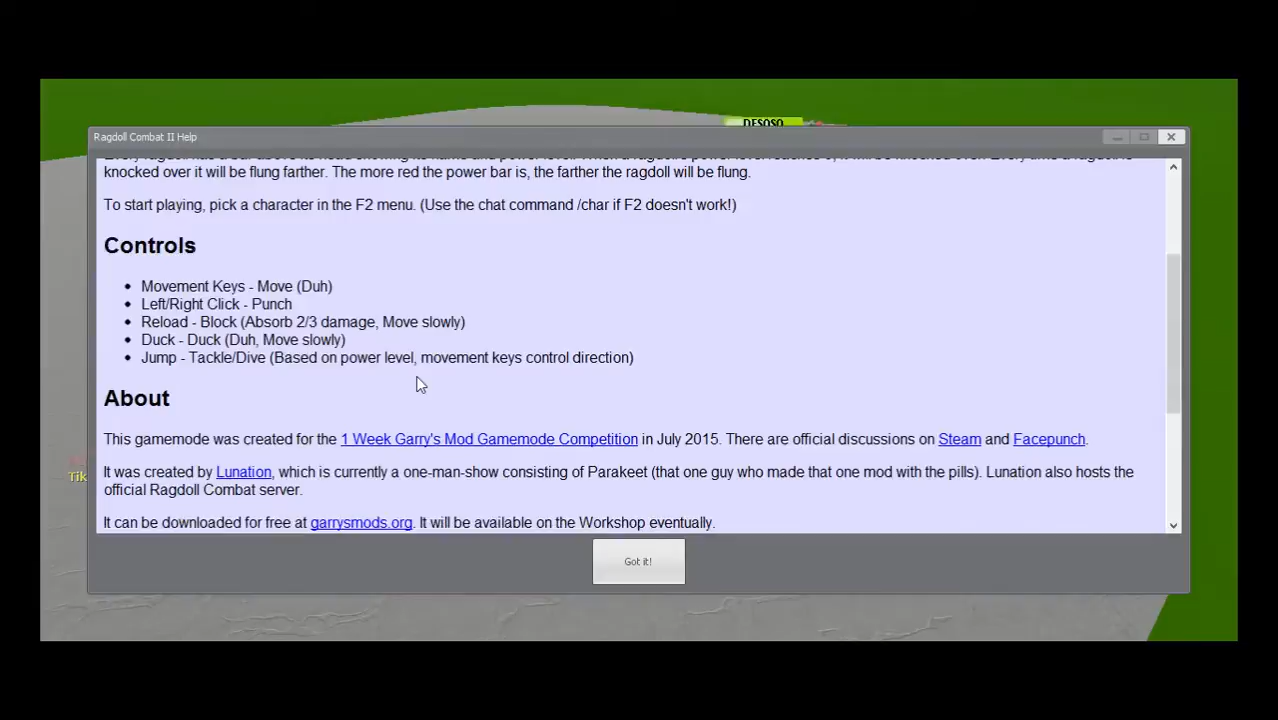 DESOSO
Ragdoll Combat II Help
knocked over it will be flung farther. The more red the power bar is, the farther the ragdoll will be flung.
To start playing, pick a character in the F2 menu. (Use the chat command /char if F2 doesn't work!)
Controls
Movement Keys - Move (Duh)
Left/Right Click - Punch
Reload - Block (Absorb 2/3 damage, Move slowly)
Duck - Duck (Duh, Move slowly)
Jump - Tackle/Dive (Based on power level, movement keys control direction)
About
This gamemode was created for the 1 Week Garry's Mod Gamemode Competition in July 2015. There are official discussions on Steam and Facepunch.
Tik
It was created by Lunation, which is currently a one-man-show consisting of Parakeet (that one guy who made that one mod with the pills). Lunation also hosts the
official Ragdoll Combat server.
It can be downloaded for free at garrysmods.org. It will be available on the Workshop eventually.
Got it!